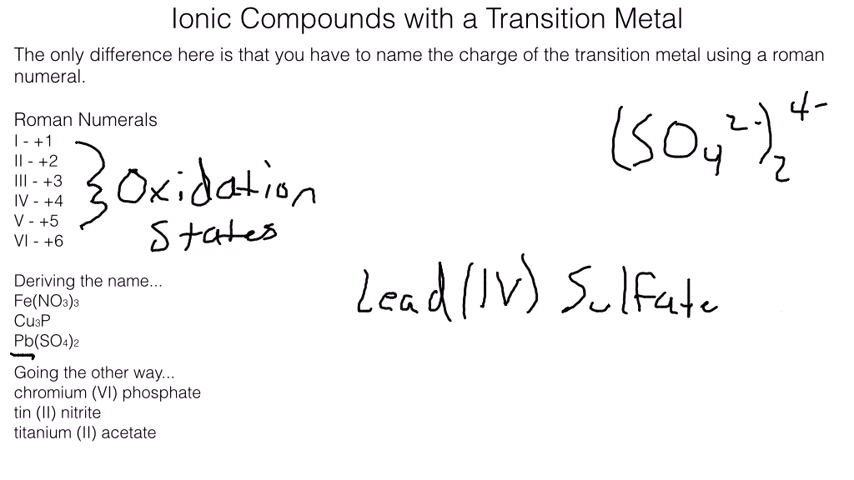 Ionic Compounds with a Transition Metal
The only difference here is that you have to name the charge of the transition metal using a roman
numeral.
Roman Numerals
I - +1
II - +2
III - +3
IV - +4
V - +5
VI - +6
Oxidation
States
(SO₄²⁻)₂ ⁴⁻
Lead (IV) Sulfate
Deriving the name...
Fe(NO₃)₃
Cu₃P
Pb(SO₄)₂
Going the other way...
chromium (VI) phosphate
tin (II) nitrite
titanium (II) acetate